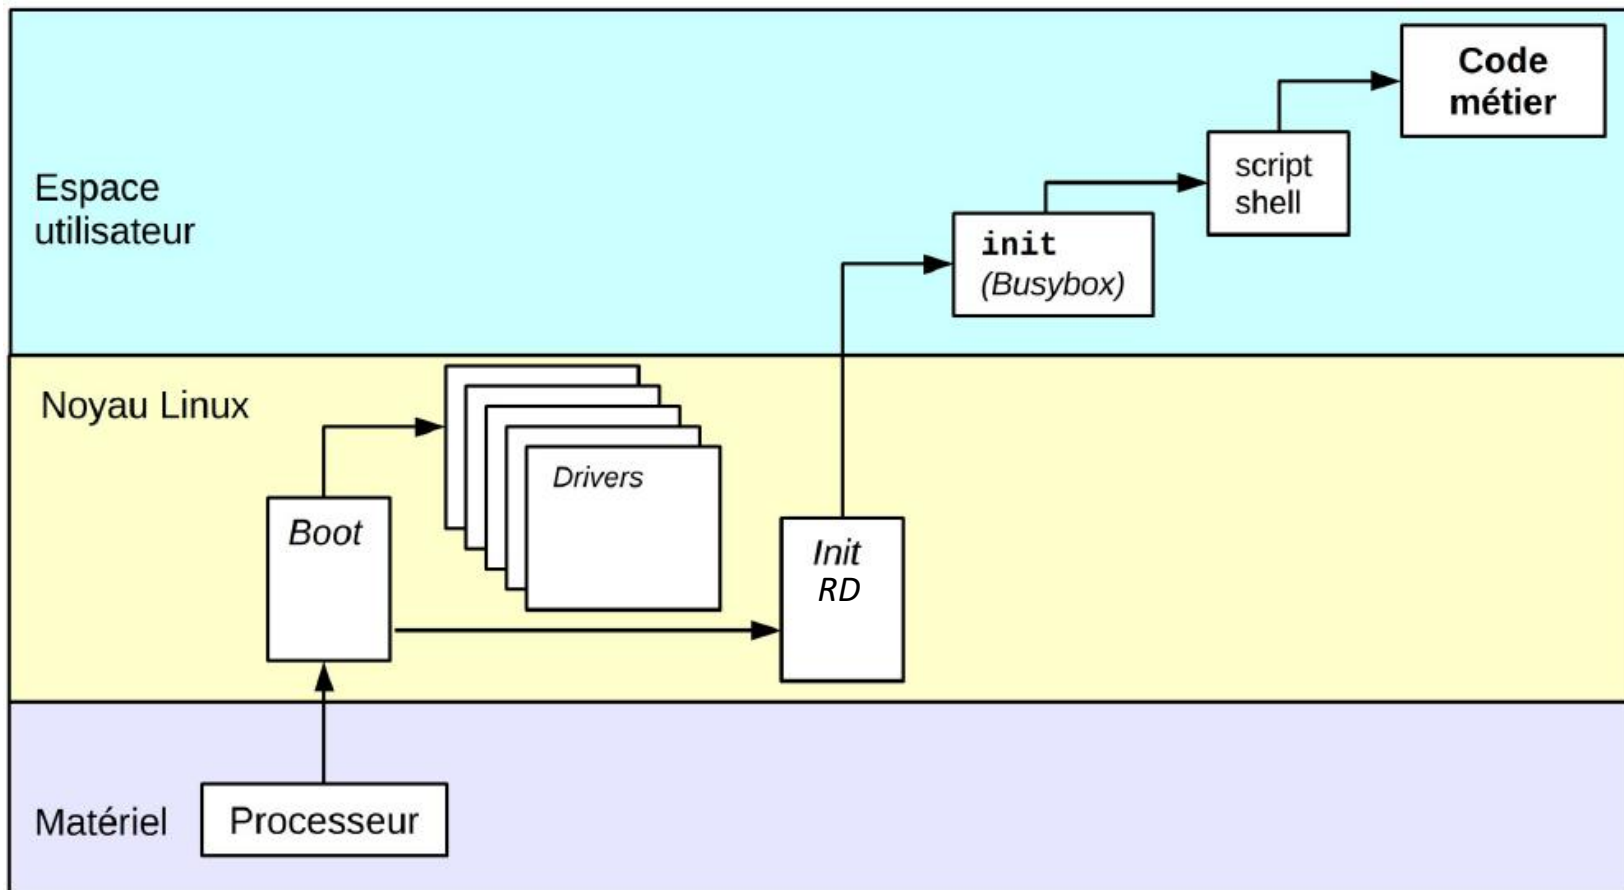 Code
métier
script
shell
Espace
utilisateur
init
(Busybox)
Noyau Linux
Drivers
Boot
Init
RD
Matériel
Processeur